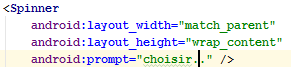 <Spinner
android:layout_width="match_parent"
android:layout_height="wrap_content"
android:prompt="choisir.." />